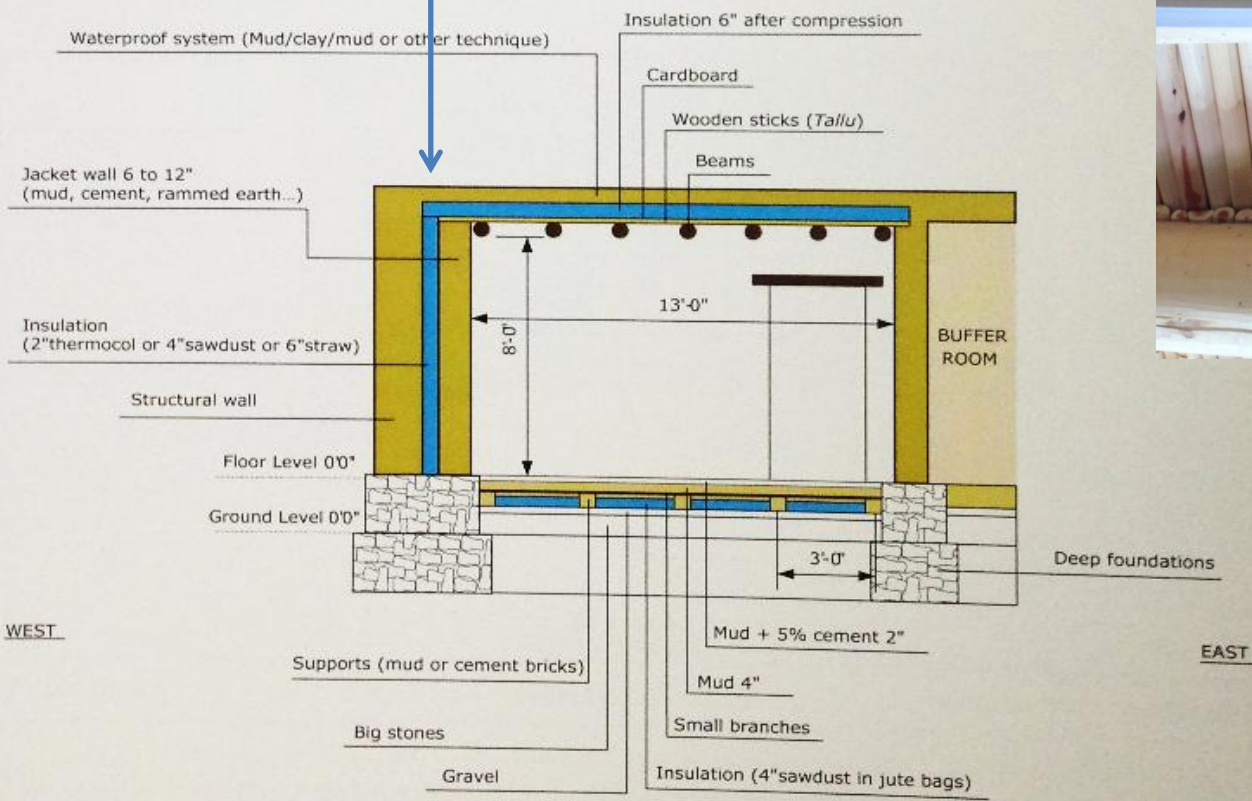 Insulation 6" after compression
Waterproof system (Mud/clay/mud or other technique)
Cardboard
Wooden sticks (Tallu)
Beams
Jacket wall 6 to 12"
(mud, cement, rammed earth...)
13'-0"
8'-0"
BUFFER
ROOM
Insulation
(2"thermocol or 4"sawdust or 6"straw)
Structural wall
Floor Level 0'0"
Ground Level 0'0"
3'-0"
Deep foundations
WEST
EAST
Mud + 5% cement 2"
Supports (mud or cement bricks)
Mud 4"
Small branches
Big stones
Gravel
Insulation (4"sawdust in jute bags)